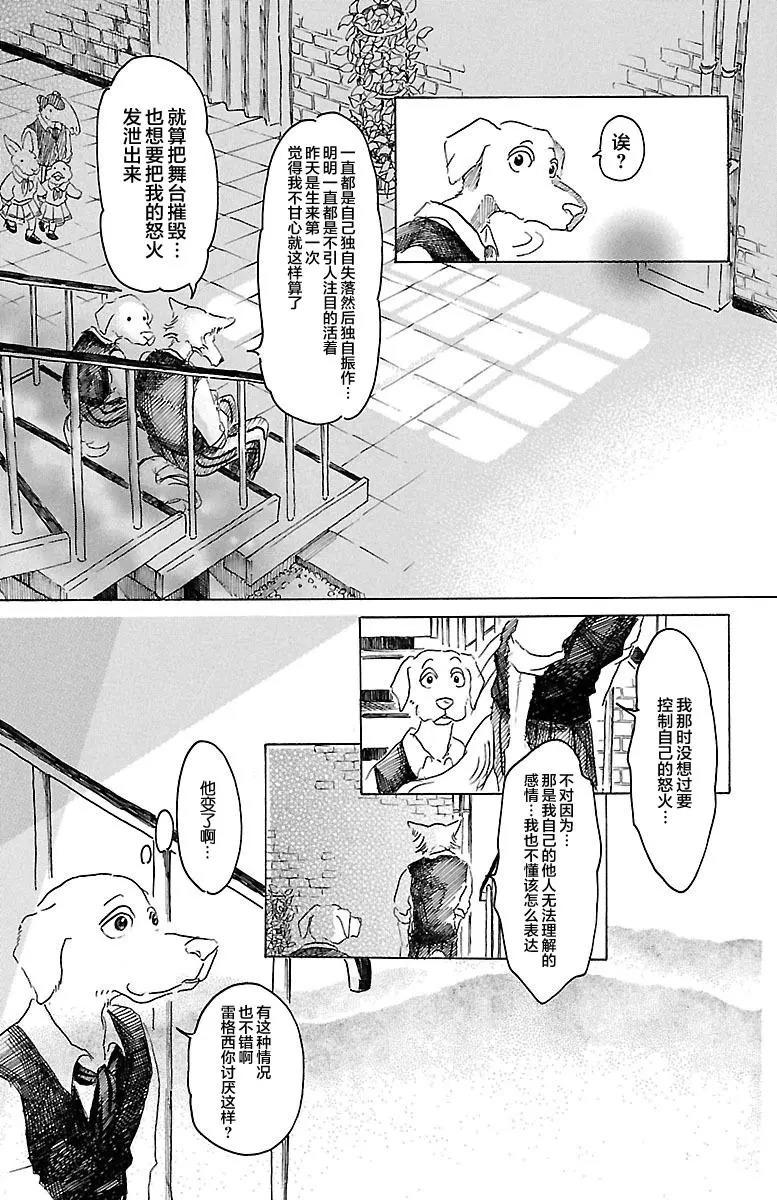 诶？
一直都是自己独自失落然后独自振作…
明明一直都是不引人注目的活着
昨天是生来第一次
觉得我不甘心就这样算了
就算把舞台摧毁…
也想要把我的怒火
发泄出来
我那时没想过要
控制自己的怒火…
不对因为…
那是我自己的他人无法理解的
感情…我也不懂该怎么表达
他变了啊…
有这种情况
也不错啊
雷格西你讨厌这样？